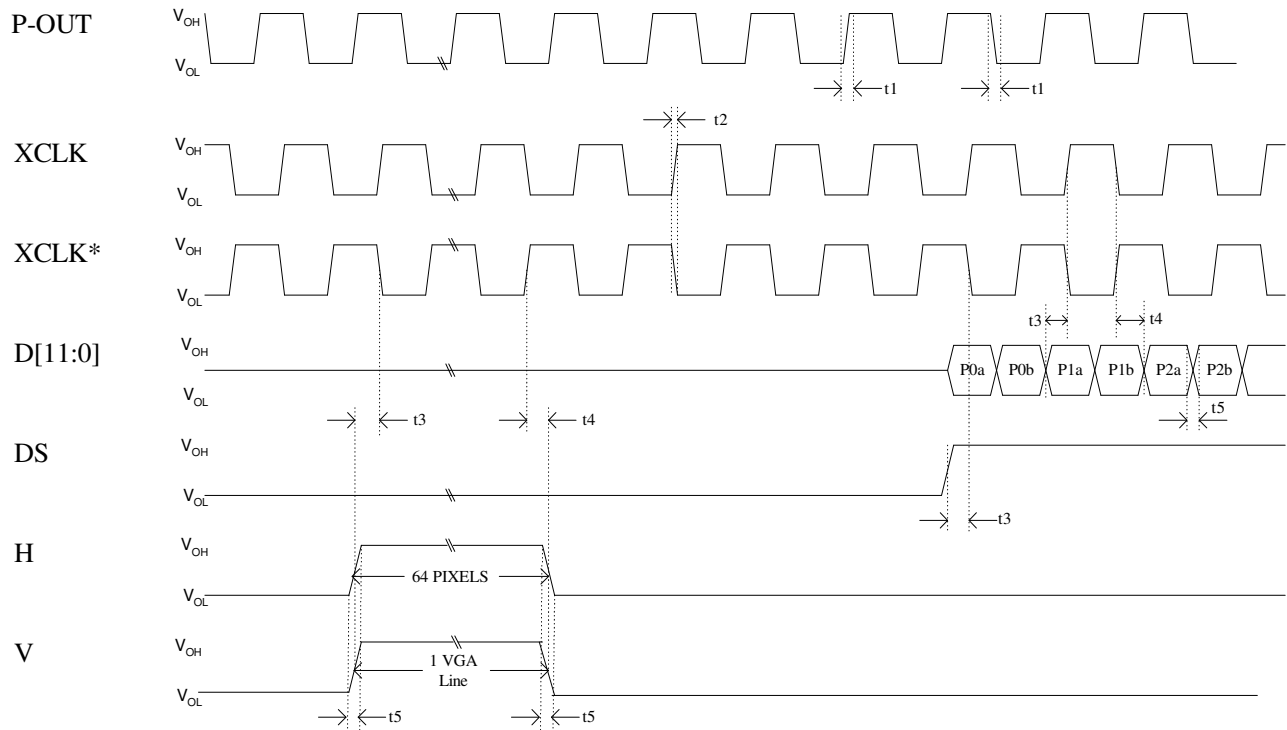 P-OUT
VOH
VOL
t1
t1
t2
XCLK
VOH
VOL
XCLK*
VOH
VOL
t3
t4
D[11:0]
VOH
VOL
P0a
P0b
P1a
P1b
P2a
P2b
t3
t4
t5
DS
VOH
VOL
t3
H
VOH
VOL
64 PIXELS
V
VOH
VOL
1 VGA
Line
t5
t5